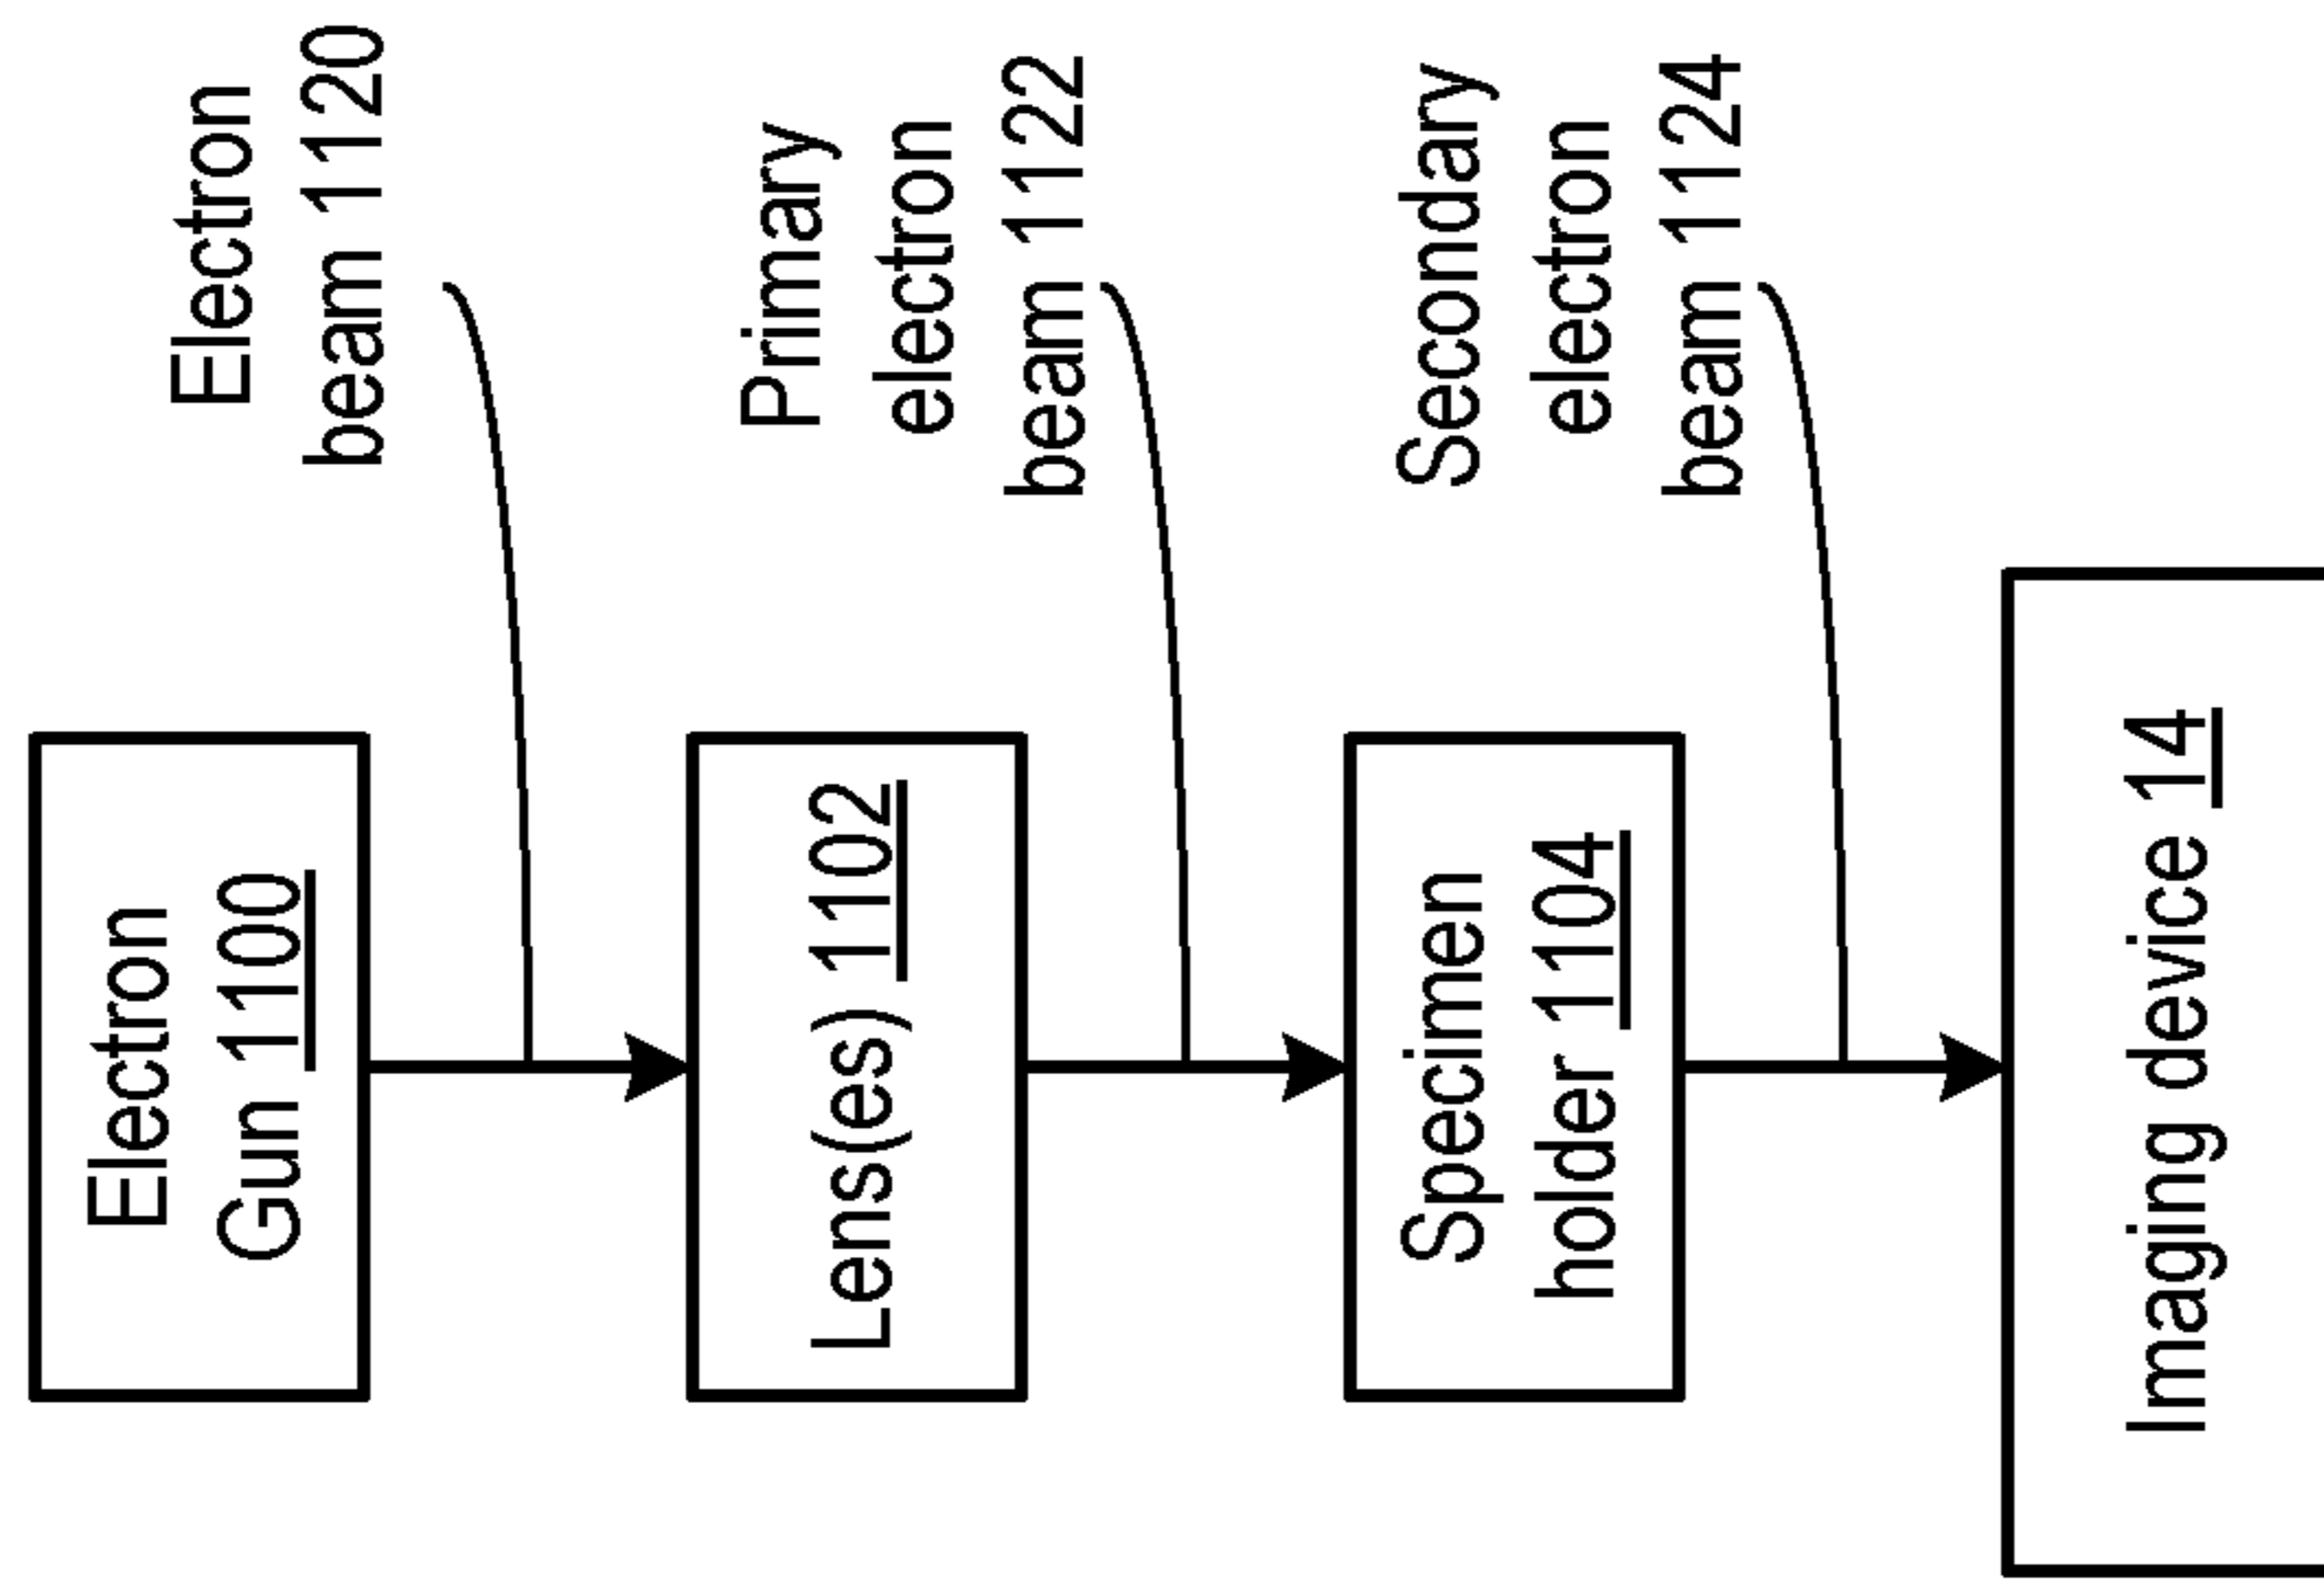 Electron
beam 1120
Primary
electron
beam 1122
Secondary
electron
beam 1124
Electron
Gun 1100
Lens(es) 1102
Specimen
holder 1104
Imaging device 14